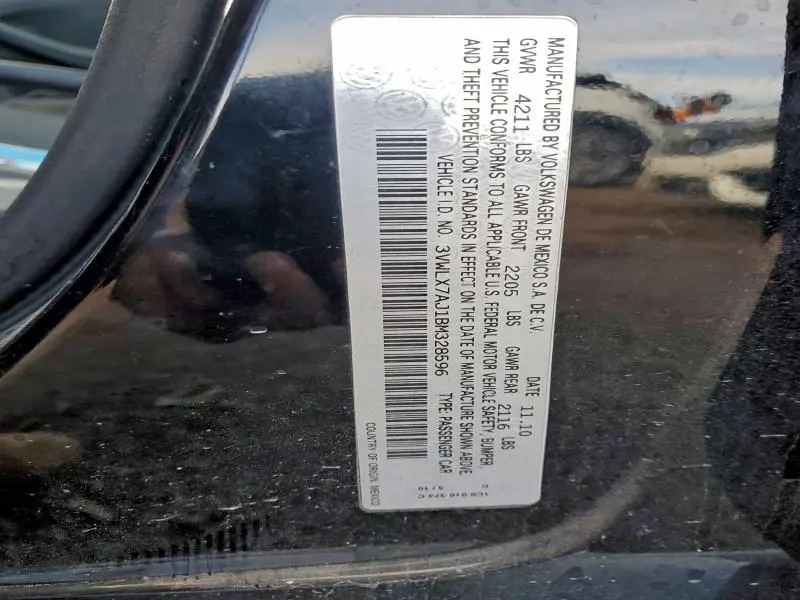 MANUFACTURED BY VOLKSWAGEN DE MEXICO S.A. DE C.V. DATE 11.10
GVWR 4211 LBS GAWR FRONT 2205 LBS GAWR REAR 2116 LBS
THIS VEHICLE CONFORMS TO ALL APPLICABLE U.S. FEDERAL MOTOR VEHICLE SAFETY, BUMPER
AND THEFT PREVENTION STANDARDS IN EFFECT ON THE DATE OF MANUFACTURE SHOWN ABOVE
VEHICLE I.D. NO. 3VWLX7AJ1BM328596 TYPE: PASSENGER CAR
COUNTRY OF ORIGIN: MEXICO